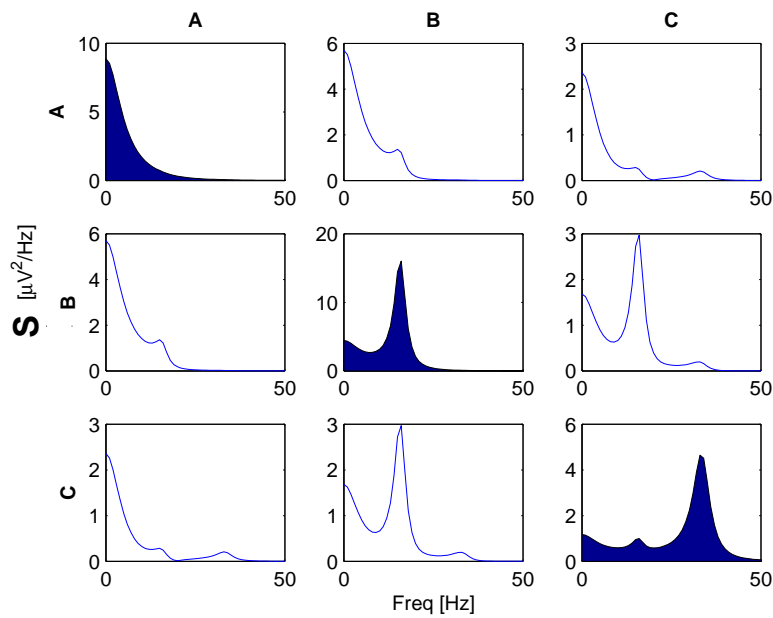 A B C
10 6 3
A
5 4 2
2 1
0 0 0
0 50 0 50 0 50
6 20 3
S [μV²/Hz]
B
4 2
10
2 1
0 0 0
0 50 0 50 0 50
3 3 6
C
2 2 4
1 1 2
0 0 0
0 50 0 50 0 50
Freq [Hz]